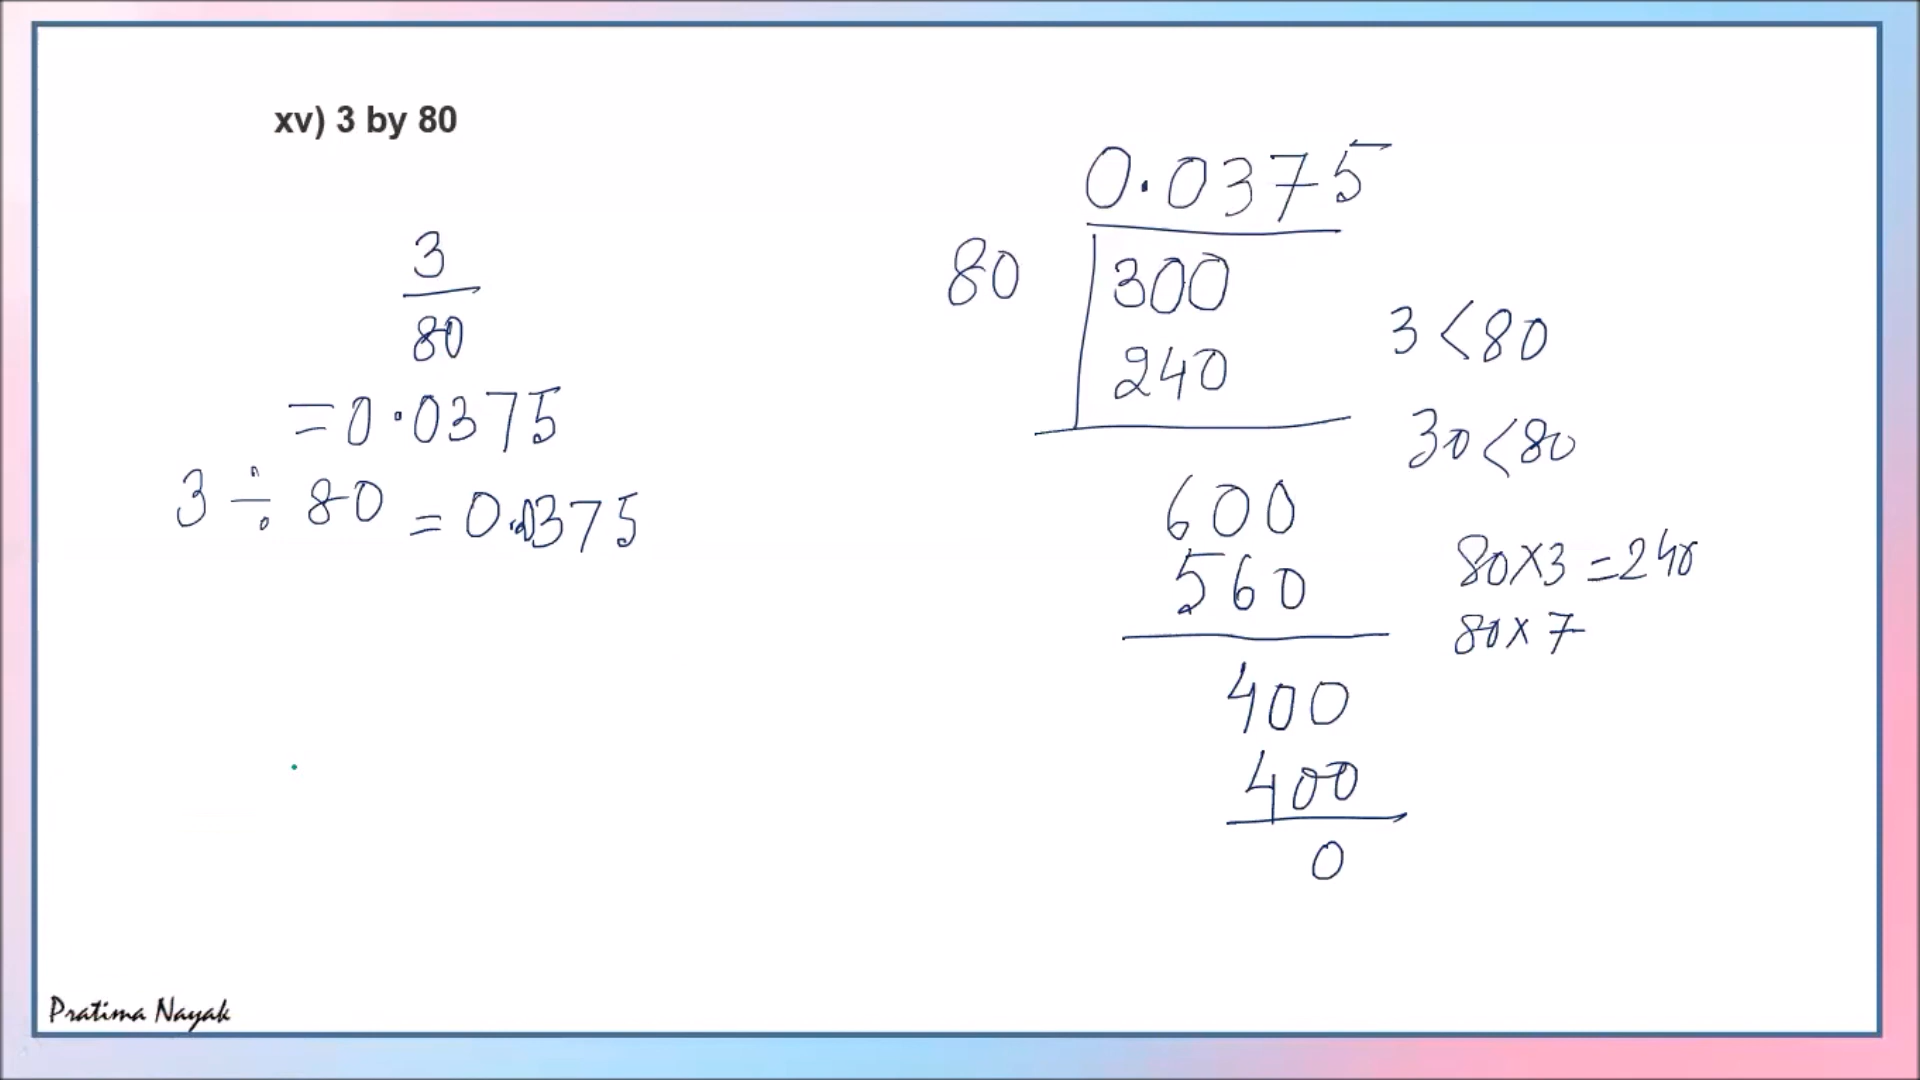 xv) 3 by 80
3
80
= 0.0375
3 ÷ 80 = 0.0375
0.0375
80
300
240
3 < 80
30 < 80
600
560
80 × 3 = 240
80 × 7
400
400
0
Pratima Nayak